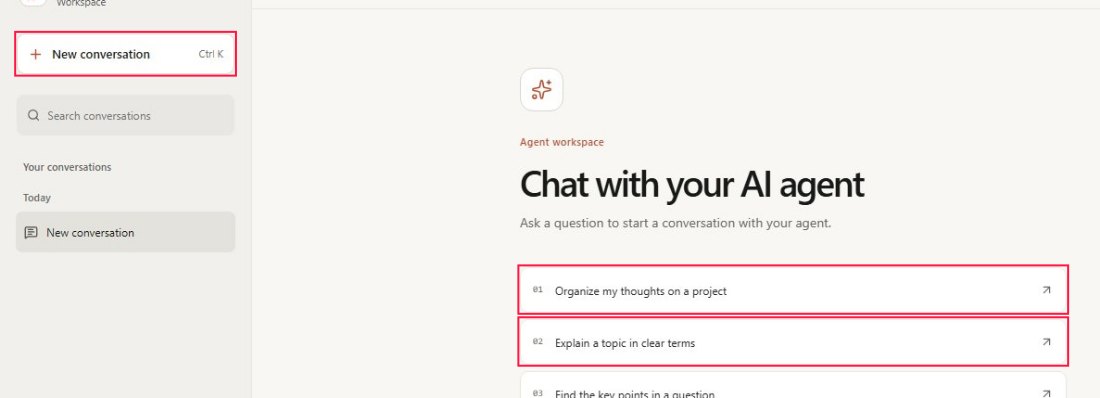 Workspace
New conversation Ctrl K
Search conversations
Your conversations
Today
New conversation
Agent workspace
Chat with your AI agent
Ask a question to start a conversation with your agent.
01 Organize my thoughts on a project
02 Explain a topic in clear terms
03 Find the key points in a question